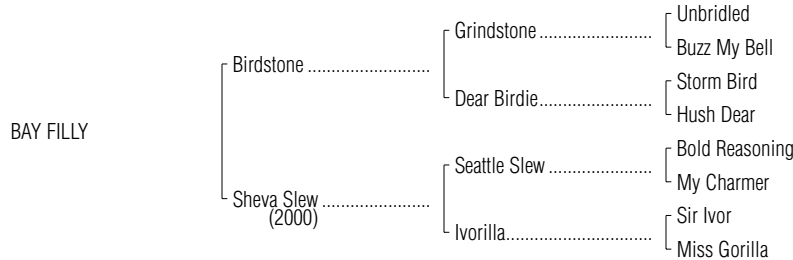 Unbridled
Grindstone
Buzz My Bell
Birdstone
Storm Bird
Dear Birdie
Hush Dear
BAY FILLY
Bold Reasoning
Seattle Slew
My Charmer
Sheva Slew
(2000)
Sir Ivor
Ivorilla
Miss Gorilla